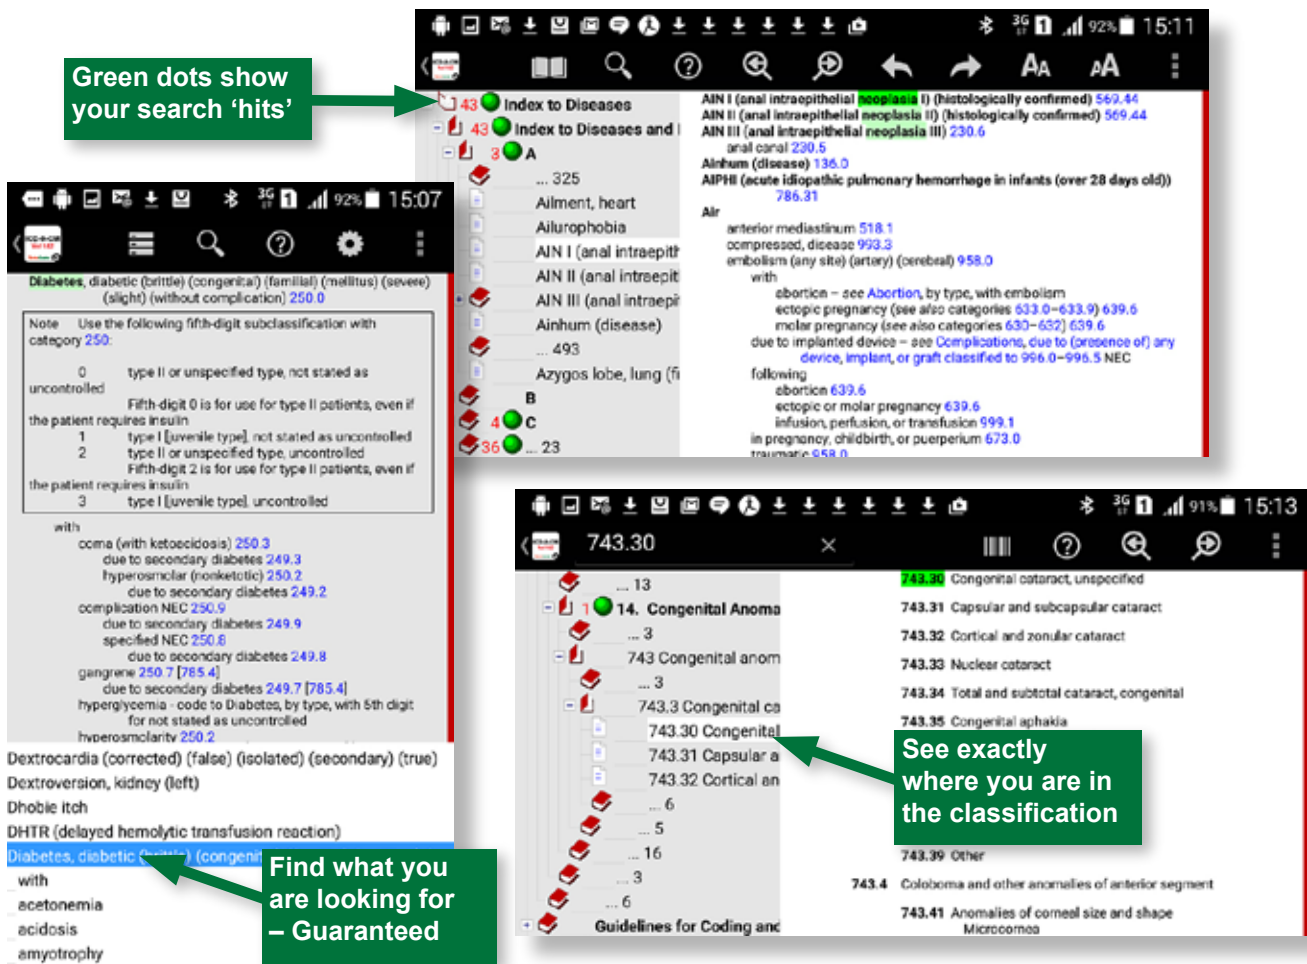 Green dots show
your search ‘hits’
3G 1 92% 15:11
43 Index to Diseases
43 Index to Diseases and I
3 A
... 325
Ailment, heart
Ailurophobia
AIN I (anal intraepith
AIN II (anal intraepit
AIN III (anal intraepit
Ainhum (disease)
... 493
Azygos lobe, lung (fi
B
4 C
36 ... 23
AIN I (anal intraepithelial neoplasia I) (histologically confirmed) 569.44
AIN II (anal intraepithelial neoplasia II) (histologically confirmed) 569.44
AIN III (anal intraepithelial neoplasia III) 230.6
anal canal 230.5
Ainhum (disease) 136.0
AIPHI (acute idiopathic pulmonary hemorrhage in infants (over 28 days old))
786.31
Air
anterior mediastinum 518.1
compressed, disease 993.3
embolism (any site) (artery) (cerebral) 958.0
with
abortion – see Abortion, by type, with embolism
ectopic pregnancy (see also categories 633.0–633.9) 639.6
molar pregnancy (see also categories 630–632) 639.6
due to implanted device – see Complications, due to (presence of) any
device, implant, or graft classified to 996.0–996.5 NEC
following
abortion 639.6
ectopic or molar pregnancy 639.6
infusion, perfusion, or transfusion 999.1
in pregnancy, childbirth, or puerperium 673.0
traumatic 958.0
3G 1 92% 15:07
Diabetes, diabetic (brittle) (congenital) (familial) (mellitus) (severe)
(slight) (without complication) 250.0
Note Use the following fifth-digit subclassification with
category 250:
0 type II or unspecified type, not stated as
uncontrolled
Fifth-digit 0 is for use for type II patients, even if
the patient requires insulin
1 type I [juvenile type], not stated as uncontrolled
2 type II or unspecified type, uncontrolled
Fifth-digit 2 is for use for type II patients, even if
the patient requires insulin
3 type I [juvenile type], uncontrolled
with
coma (with ketoacidosis) 250.3
due to secondary diabetes 249.3
hyperosmolar (nonketotic) 250.2
due to secondary diabetes 249.2
complication NEC 250.9
due to secondary diabetes 249.9
specified NEC 250.8
due to secondary diabetes 249.8
gangrene 250.7 [785.4]
due to secondary diabetes 249.7 [785.4]
hyperglycemia - code to Diabetes, by type, with 5th digit
for not stated as uncontrolled
hyperosmolarity 250.2
Dextrocardia (corrected) (false) (isolated) (secondary) (true)
Dextroversion, kidney (left)
Dhobie itch
DHTR (delayed hemolytic transfusion reaction)
Diabetes, diabetic (brittle) (congenit
with
acetonemia
acidosis
amyotrophy
Find what you
are looking for
– Guaranteed
3G 1 91% 15:13
743.30
... 13
1 14. Congenital Anoma
... 3
743 Congenital anom
... 3
743.3 Congenital ca
743.30 Congenital
743.31 Capsular a
743.32 Cortical an
... 6
... 5
... 16
... 3
... 6
Guidelines for Coding and
743.30 Congenital cataract, unspecified
743.31 Capsular and subcapsular cataract
743.32 Cortical and zonular cataract
743.33 Nuclear cataract
743.34 Total and subtotal cataract, congenital
743.35 Congenital aphakia
See exactly
where you are in
the classification
743.39 Other
743.4 Coloboma and other anomalies of anterior segment
743.41 Anomalies of corneal size and shape
Microcornea